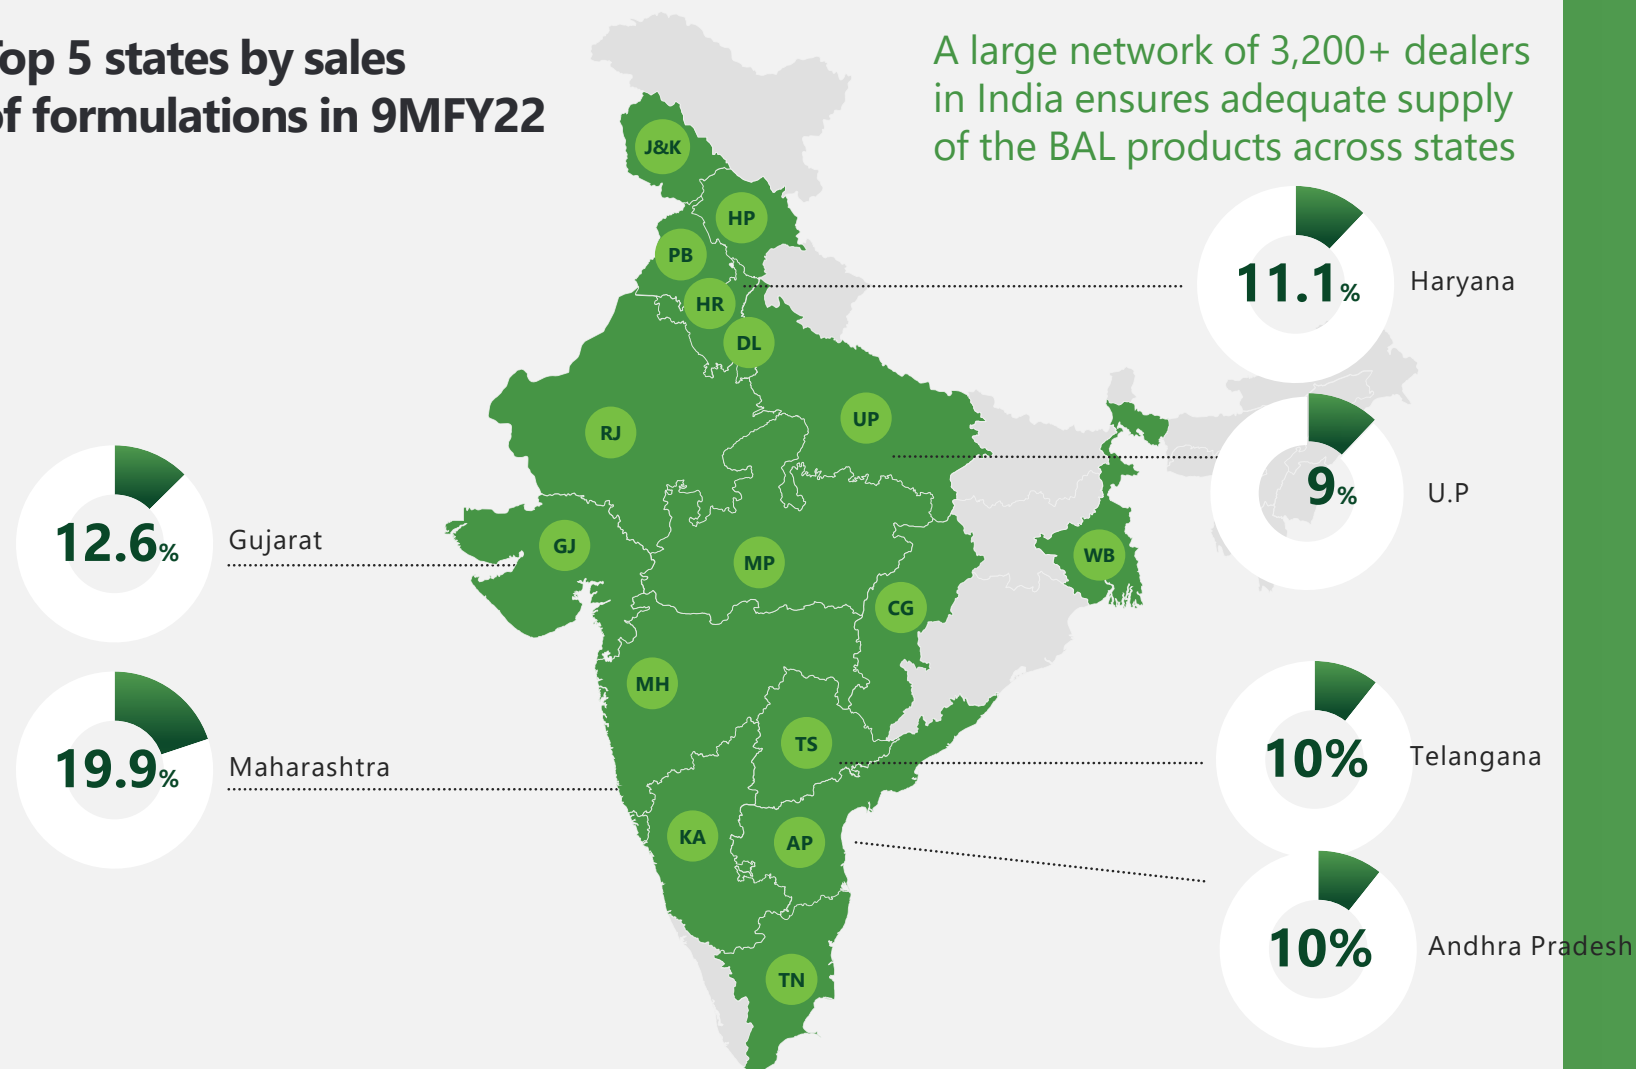 op 5 states by sales
of formulations in 9MFY22
A large network of 3,200+ dealers
in India ensures adequate supply
of the BAL products across states
J&K
HP
PB
HR
DL
RJ
UP
GJ
MP
WB
CG
MH
TS
KA
AP
TN
11.1%
Haryana
9%
U.P
12.6%
Gujarat
19.9%
Maharashtra
10%
Telangana
10%
Andhra Pradesh